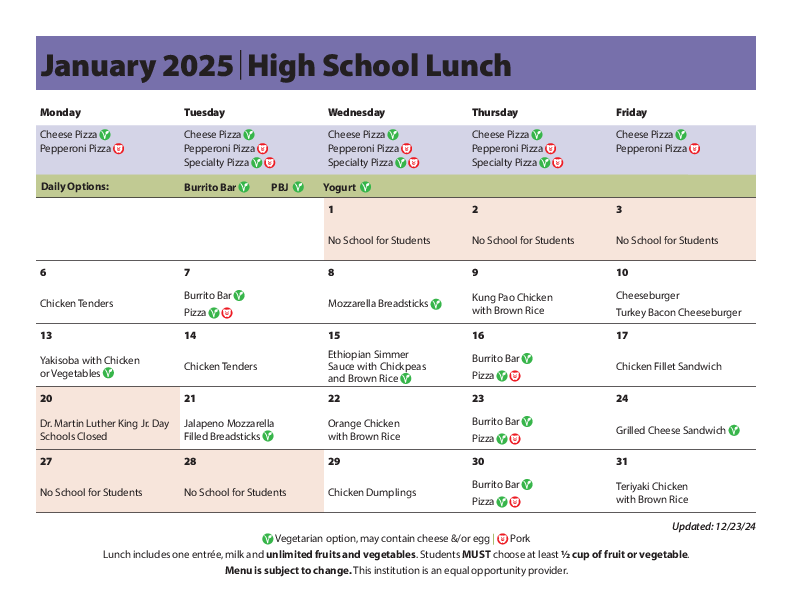 January 2025 | High School Lunch
Monday Tuesday Wednesday Thursday Friday
Cheese Pizza Cheese Pizza Cheese Pizza Cheese Pizza Cheese Pizza
Pepperoni Pizza Pepperoni Pizza Pepperoni Pizza Pepperoni Pizza Pepperoni Pizza
Specialty Pizza Specialty Pizza Specialty Pizza
Daily Options: Burrito Bar PBJ Yogurt
1
No School for Students
2
No School for Students
3
No School for Students
6
Chicken Tenders
7
Burrito Bar
Pizza
8
Mozzarella Breadsticks
9
Kung Pao Chicken
with Brown Rice
10
Cheeseburger
Turkey Bacon Cheeseburger
13
Yakisoba with Chicken
or Vegetables
14
Chicken Tenders
15
Ethiopian Simmer
Sauce with Chickpeas
and Brown Rice
16
Burrito Bar
Pizza
17
Chicken Fillet Sandwich
20
Dr. Martin Luther King Jr. Day
Schools Closed
21
Jalapeno Mozzarella
Filled Breadsticks
22
Orange Chicken
with Brown Rice
23
Burrito Bar
Pizza
24
Grilled Cheese Sandwich
27
No School for Students
28
No School for Students
29
Chicken Dumplings
30
Burrito Bar
Pizza
31
Teriyaki Chicken
with Brown Rice
Updated: 12/23/24
Vegetarian option, may contain cheese &/or egg | Pork
Lunch includes one entrée, milk and unlimited fruits and vegetables. Students MUST choose at least ½ cup of fruit or vegetable.
Menu is subject to change. This institution is an equal opportunity provider.